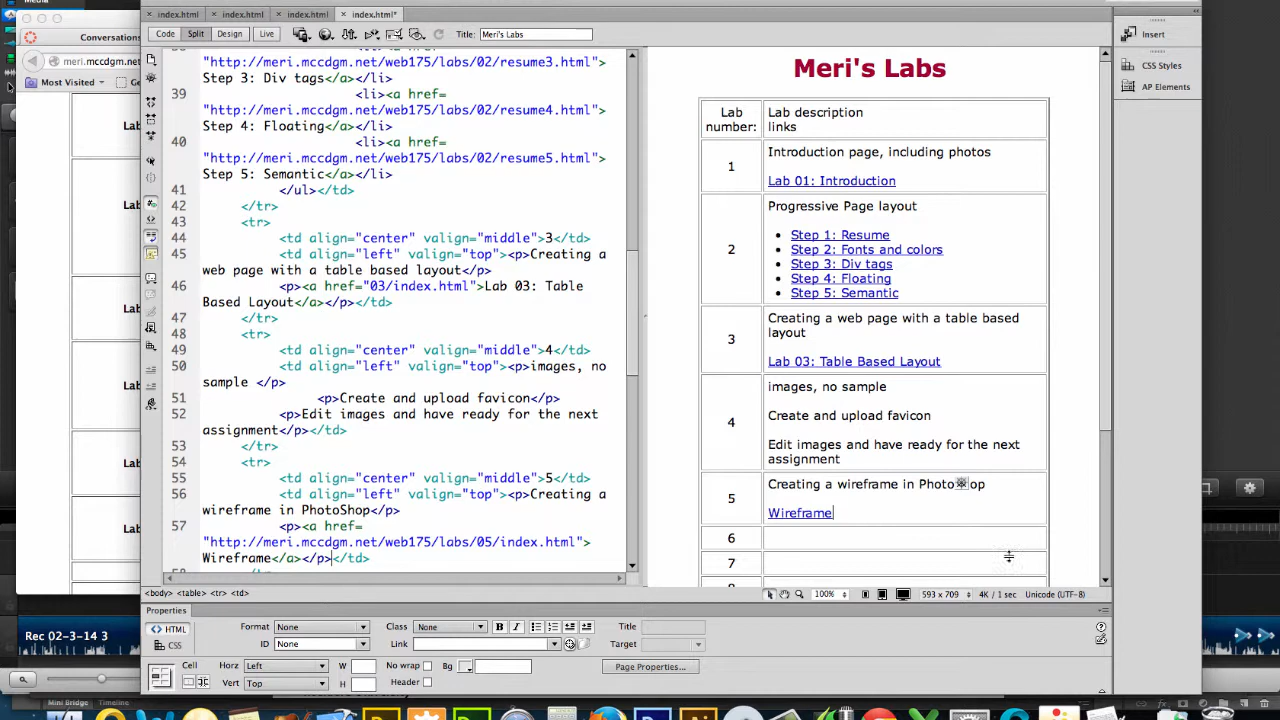 Media
index.html index.html index.html index.html*
Code Split Design Live Title: Meri's Labs
Conversations
meri.mccdgm.net
Most Visited
Insert
CSS Styles
AP Elements
"http://meri.mccdgm.net/web175/labs/02/resume3.html">
Step 3: Div tags</a></li>
39 <li><a href=
"http://meri.mccdgm.net/web175/labs/02/resume4.html">
Step 4: Floating</a></li>
40 <li><a href=
"http://meri.mccdgm.net/web175/labs/02/resume5.html">
Step 5: Semantic</a></li>
41 </ul></td>
42 </tr>
43 <tr>
44 <td align="center" valign="middle">3</td>
45 <td align="left" valign="top"><p>Creating a
web page with a table based layout</p>
46 <p><a href="03/index.html">Lab 03: Table
Based Layout</a></p></td>
47 </tr>
48 <tr>
49 <td align="center" valign="middle">4</td>
50 <td align="left" valign="top"><p>images, no
sample </p>
51 <p>Create and upload favicon</p>
52 <p>Edit images and have ready for the next
assignment</p></td>
53 </tr>
54 <tr>
55 <td align="center" valign="middle">5</td>
56 <td align="left" valign="top"><p>Creating a
wireframe in PhotoShop</p>
57 <p><a href=
"http://meri.mccdgm.net/web175/labs/05/index.html">
Wireframe</a></p></td>
Lab
Lab
Lab
Lab
Lab
Meri's Labs
Lab number: Lab description links
1 Introduction page, including photos
Lab 01: Introduction
2 Progressive Page layout
• Step 1: Resume
• Step 2: Fonts and colors
• Step 3: Div tags
• Step 4: Floating
• Step 5: Semantic
3 Creating a web page with a table based
layout
Lab 03: Table Based Layout
4 images, no sample
Create and upload favicon
Edit images and have ready for the next
assignment
5 Creating a wireframe in Photo op
Wireframe
6
7
<body> <table> <tr> <td> 100% 593 x 709 4K / 1 sec Unicode (UTF-8)
Properties
HTML Format None Class None B I Title
CSS ID None Link Target
Cell Horz Left W No wrap Bg Page Properties...
Vert Top H Header
Rec 02-3-14 3
Mini Bridge Timeline